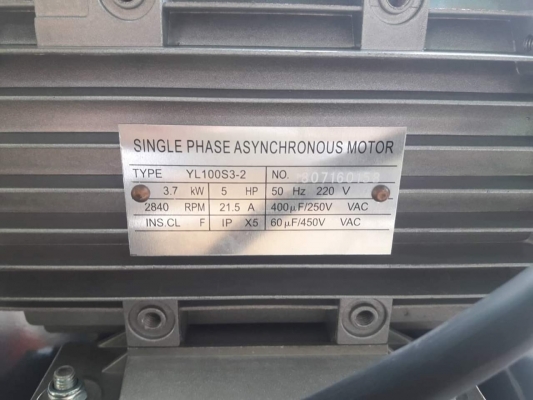 SINGLE PHASE ASYNCHRONOUS MOTOR
TYPE YL100S3-2 NO.
3.7 kW 5 HP 50 Hz 220 V
2840 RPM 21.5 A 400μF/250V VAC
INS.CL F IP X5 60μF/450V VAC